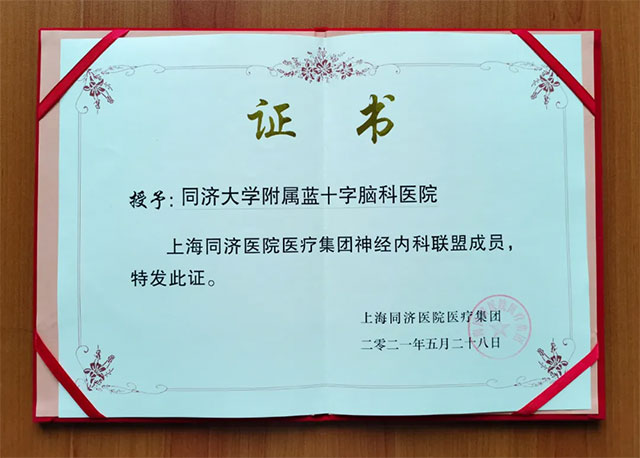 证 书
授予：同济大学附属蓝十字脑科医院
上海同济医院医疗集团神经内科联盟成员，
特发此证。
上海同济医院医疗集团
二零二一年五月二十八日